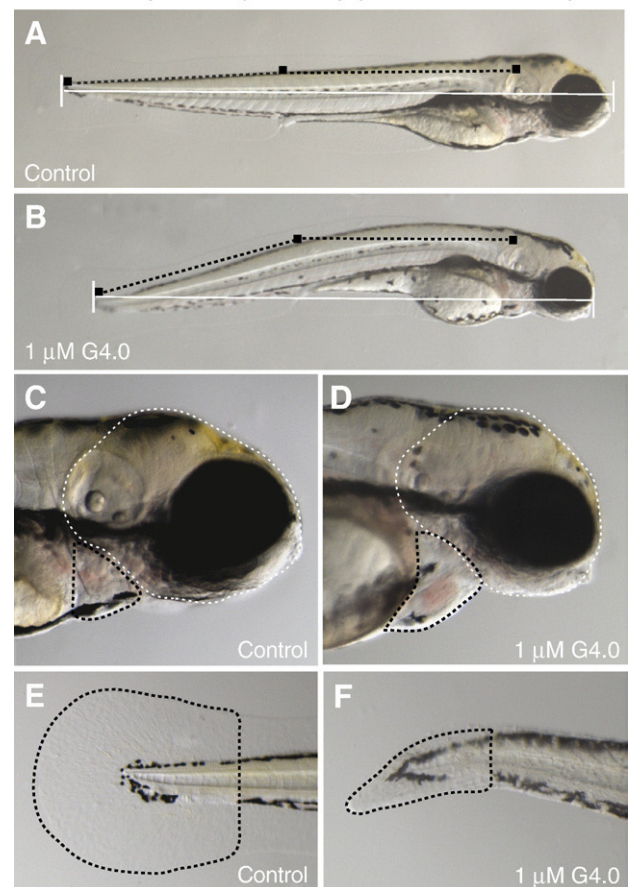 A
Control
B
1 µM G4.0
C
Control
D
1 µM G4.0
E
Control
F
1 µM G4.0